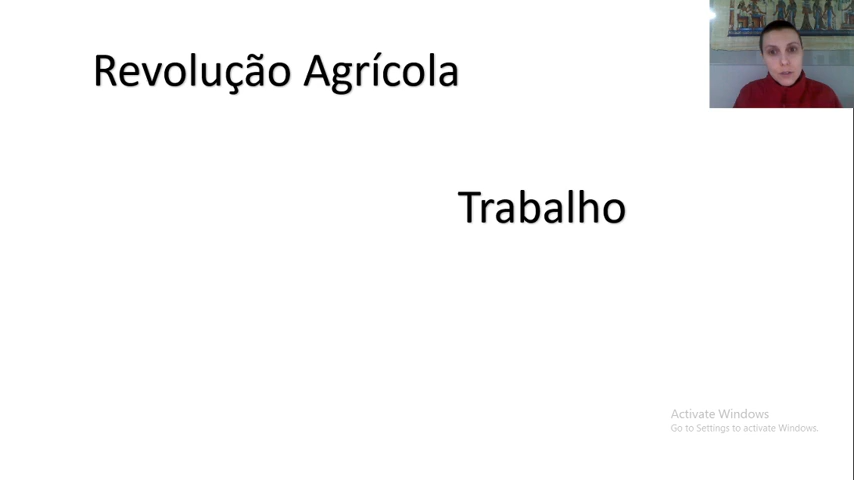 Revolução Agrícola
Trabalho
Activate Windows
Go to Settings to activate Windows.